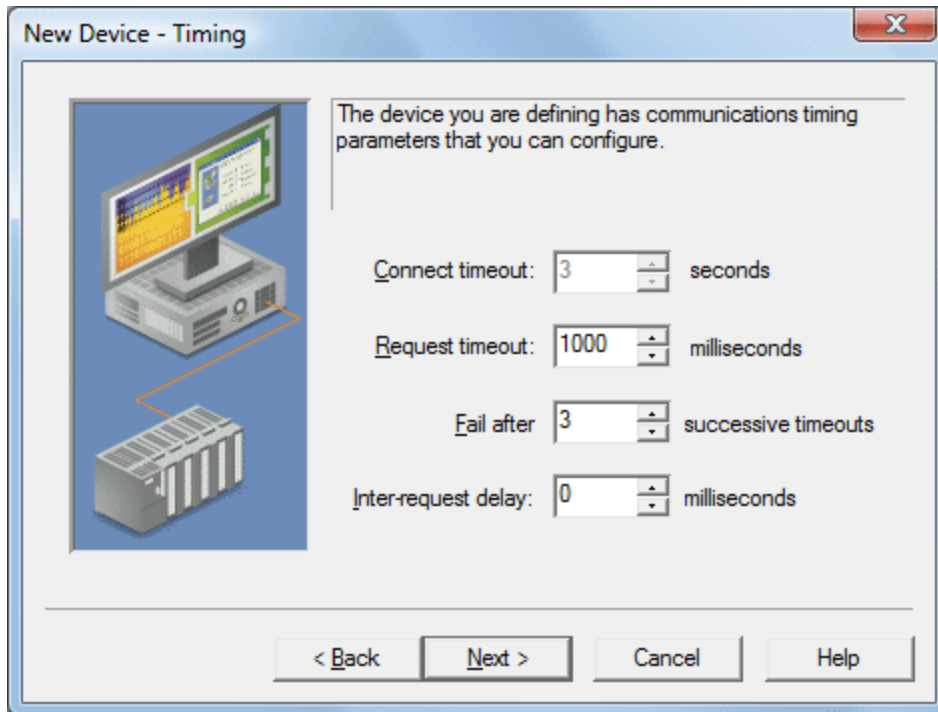 New Device - Timing
The device you are defining has communications timing
parameters that you can configure.
Connect timeout: 3 seconds
Request timeout: 1000 milliseconds
Fail after 3 successive timeouts
Inter-request delay: 0 milliseconds
< Back Next > Cancel Help